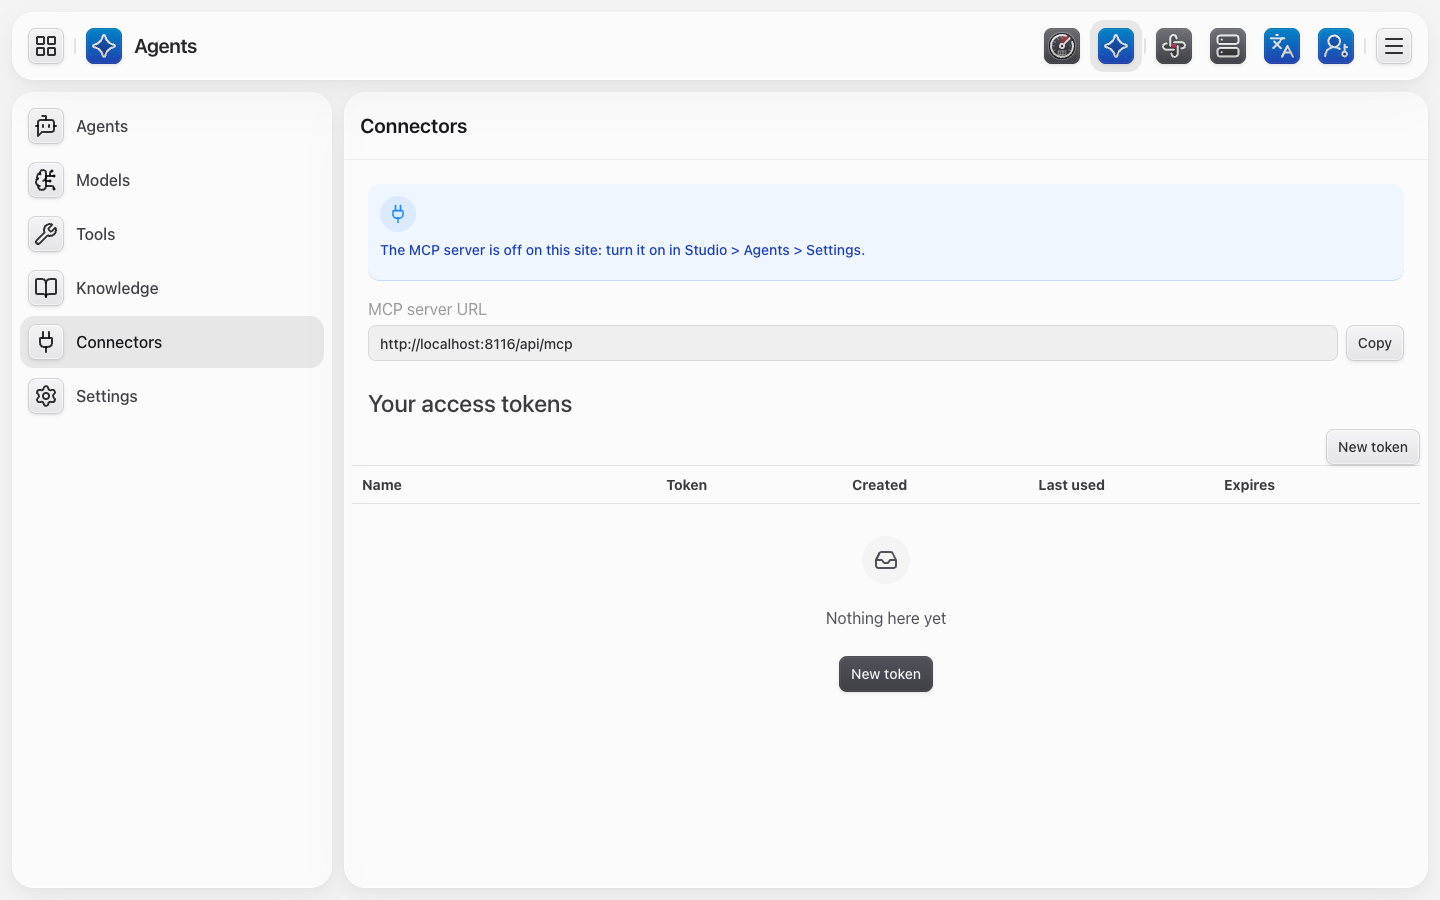 Agents
Agents
Models
Tools
Knowledge
Connectors
Settings
Connectors
The MCP server is off on this site: turn it on in Studio > Agents > Settings.
MCP server URL
http://localhost:8116/api/mcp
Copy
Your access tokens
New token
Name Token Created Last used Expires
Nothing here yet
New token